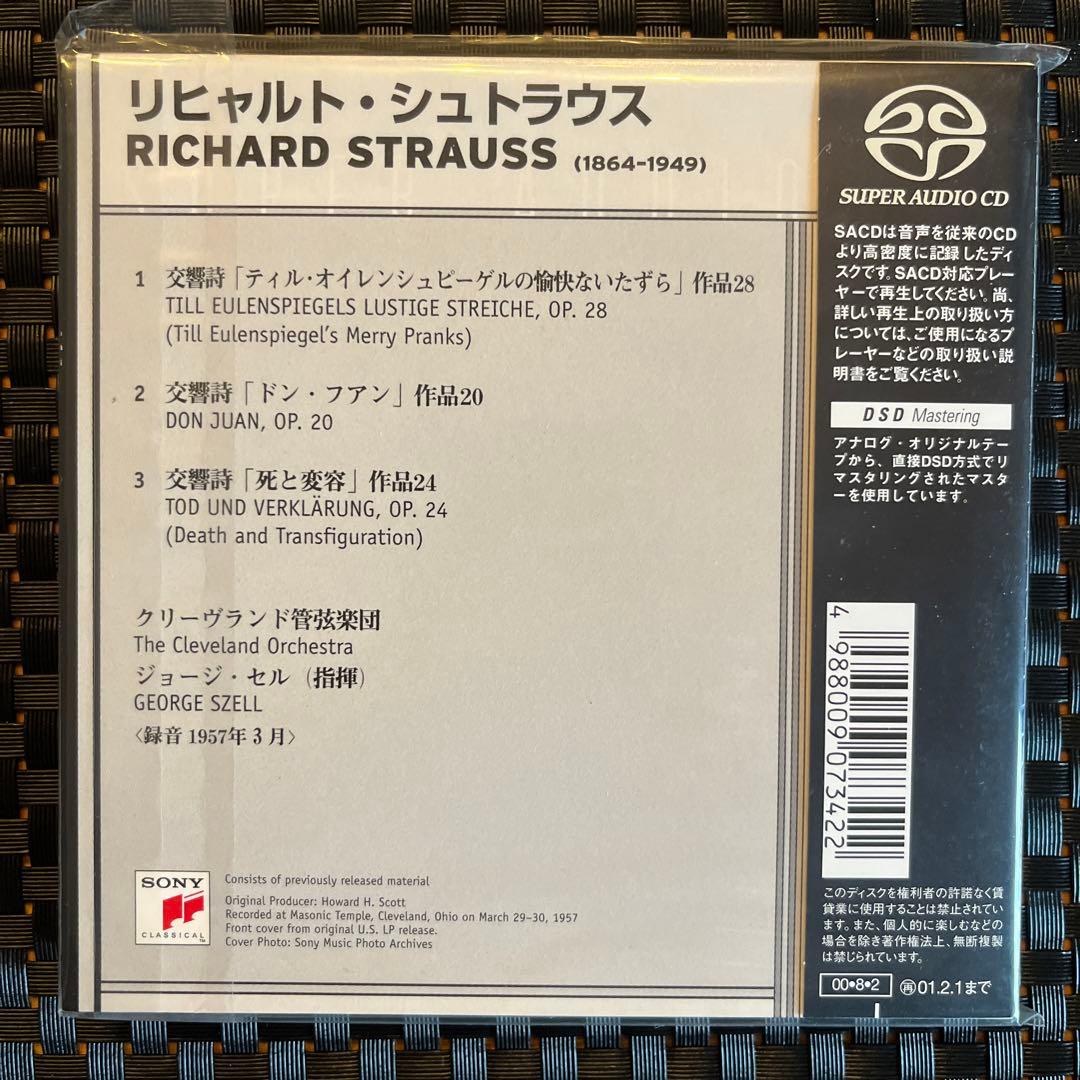 リヒャルト・シュトラウス
RICHARD STRAUSS (1864-1949)
1 交響詩「ティル・オイレンシュピーゲルの愉快ないたずら」作品28
TILL EULENSPIEGELS LUSTIGE STREICHE, OP. 28
(Till Eulenspiegel's Merry Pranks)
2 交響詩「ドン・フアン」作品20
DON JUAN, OP. 20
3 交響詩「死と変容」作品24
TOD UND VERKLÄRUNG, OP. 24
(Death and Transfiguration)
クリーヴランド管弦楽団
The Cleveland Orchestra
ジョージ・セル (指揮)
GEORGE SZELL
〈録音 1957年3月〉
SONY
CLASSICAL™
Consists of previously released material
Original Producer: Howard H. Scott
Recorded at Masonic Temple, Cleveland, Ohio on March 29-30, 1957
Front cover from original U.S. LP release.
Cover Photo: Sony Music Photo Archives
SUPER AUDIO CD
SACDは音声を従来のCD
より高密度に記録したディ
スクです。SACD対応プレー
ヤーで再生してください。尚、
詳しい再生上の取り扱い方
については、ご使用になるプ
レーヤーなどの取り扱い説
明書をご覧ください。
DSD Mastering
アナログ・オリジナルテー
プから、直接DSD方式でリ
マスタリングされたマスタ
ーを使用しています。
4 988009 073422
このディスクを権利者の許諾なく賃
貸業に使用することは禁止されてい
ます。また、個人的に楽しむなどの
場合を除き著作権法上、無断複製
は禁じられています。
00•8•2 再01.2.1まで